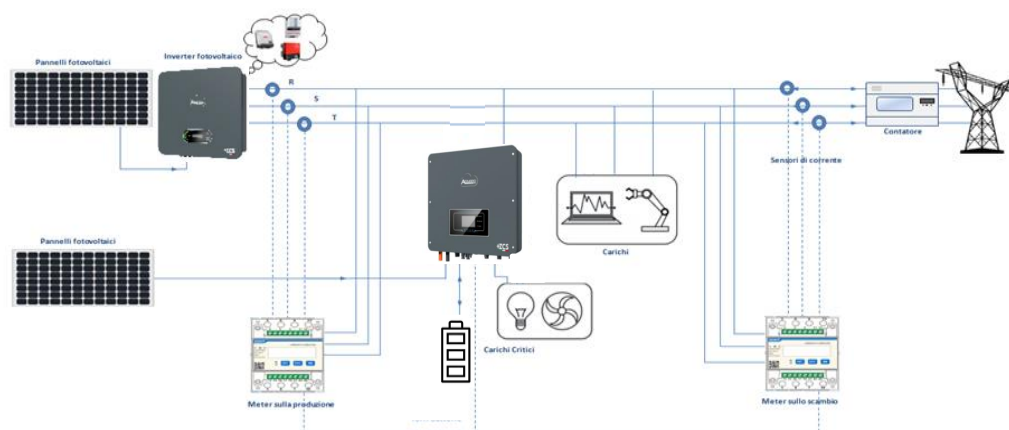 Inverter fotovoltaico
Pannelli fotovoltaici
R
S
T
Contatore
Sensori di corrente
Carichi
Pannelli fotovoltaici
Carichi Critici
Meter sulla produzione
Meter sullo scambio